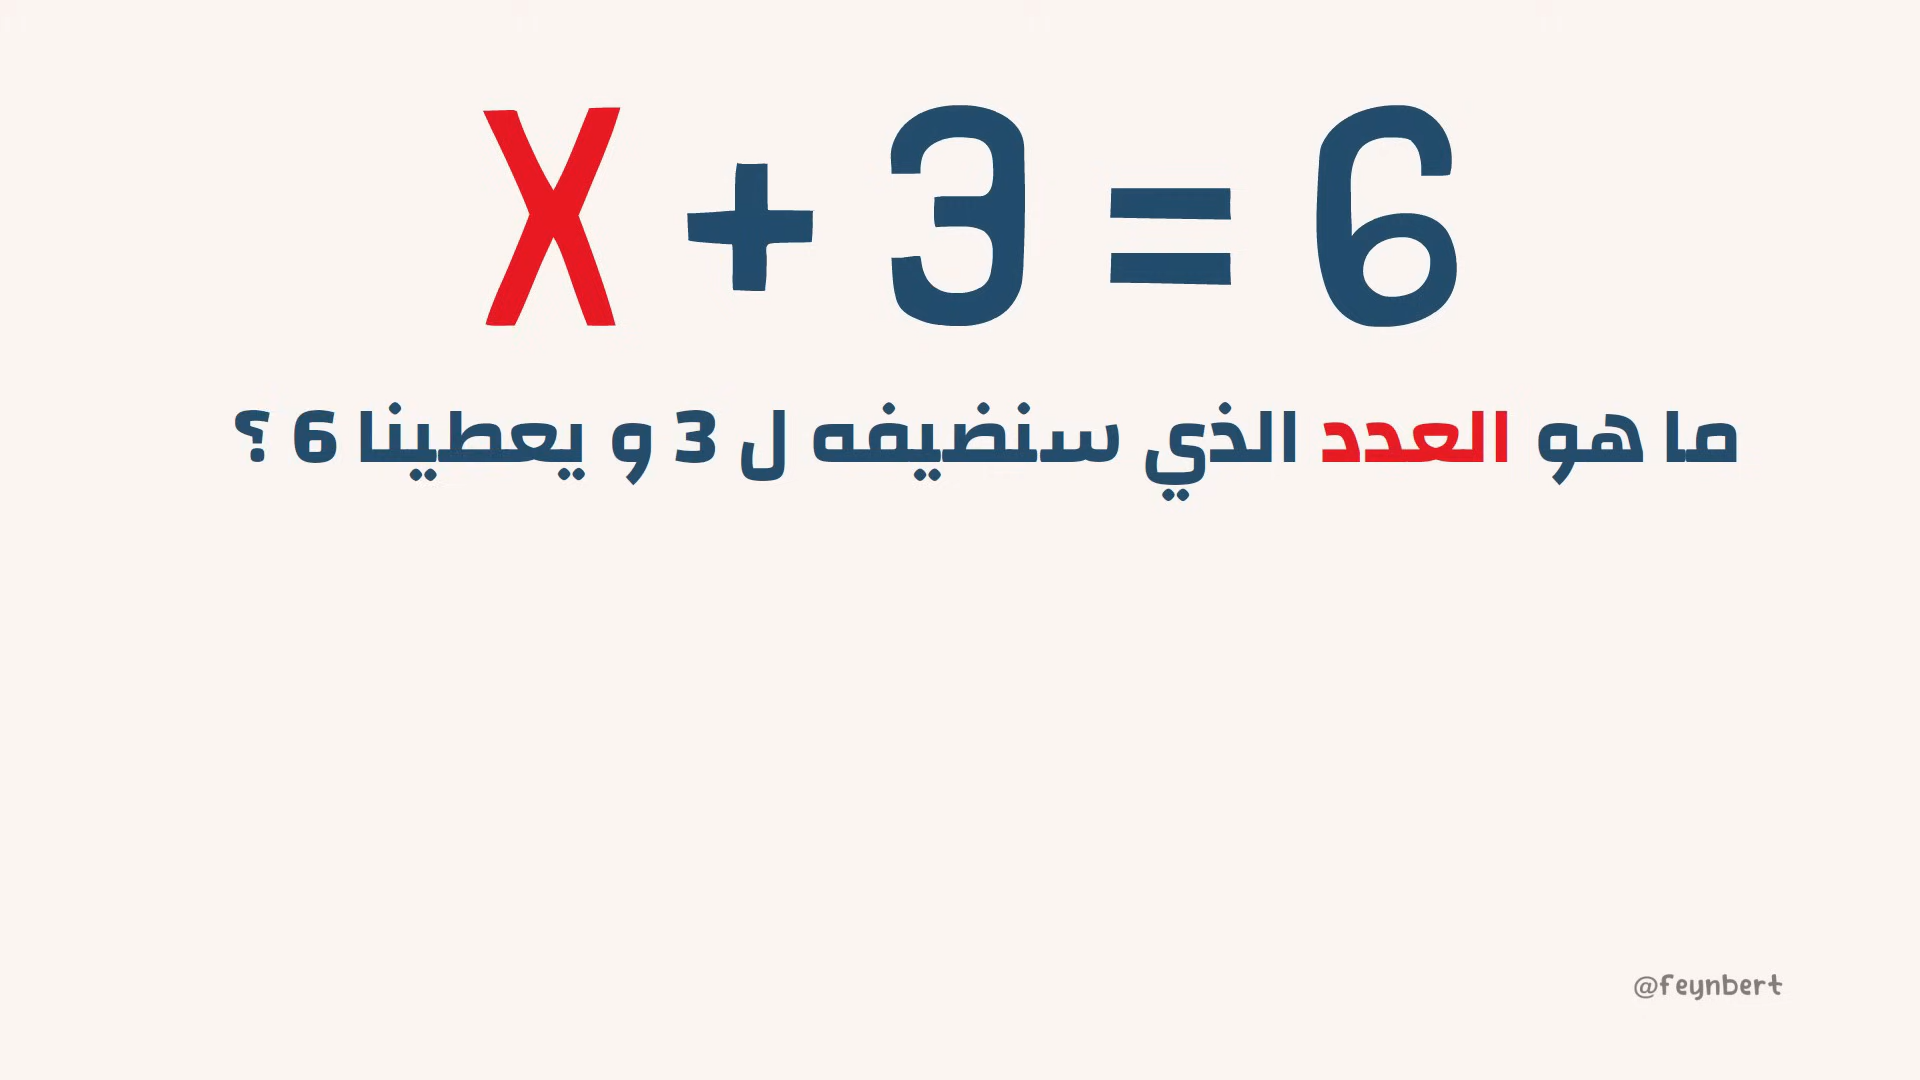 X + 3 = 6
ما هو العدد الذي سنضيفه ل 3 و يعطينا 6 ؟
@feynbert